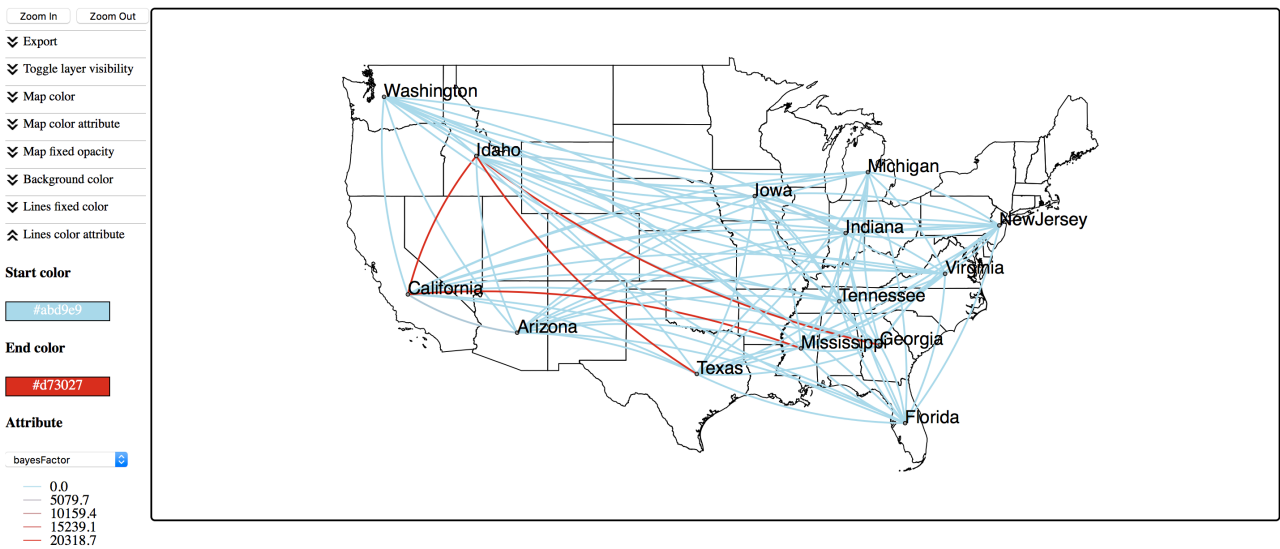 Zoom In Zoom Out
Export
Toggle layer visibility
Map color
Map color attribute
Map fixed opacity
Background color
Lines fixed color
Lines color attribute
Start color
#abd9e9
End color
#d73027
Attribute
bayesFactor
0.0
5079.7
10159.4
15239.1
20318.7
Washington
Idaho
Michigan
Iowa
NewJersey
Indiana
Virginia
California
Tennessee
Arizona
Georgia
Mississippi
Texas
Florida